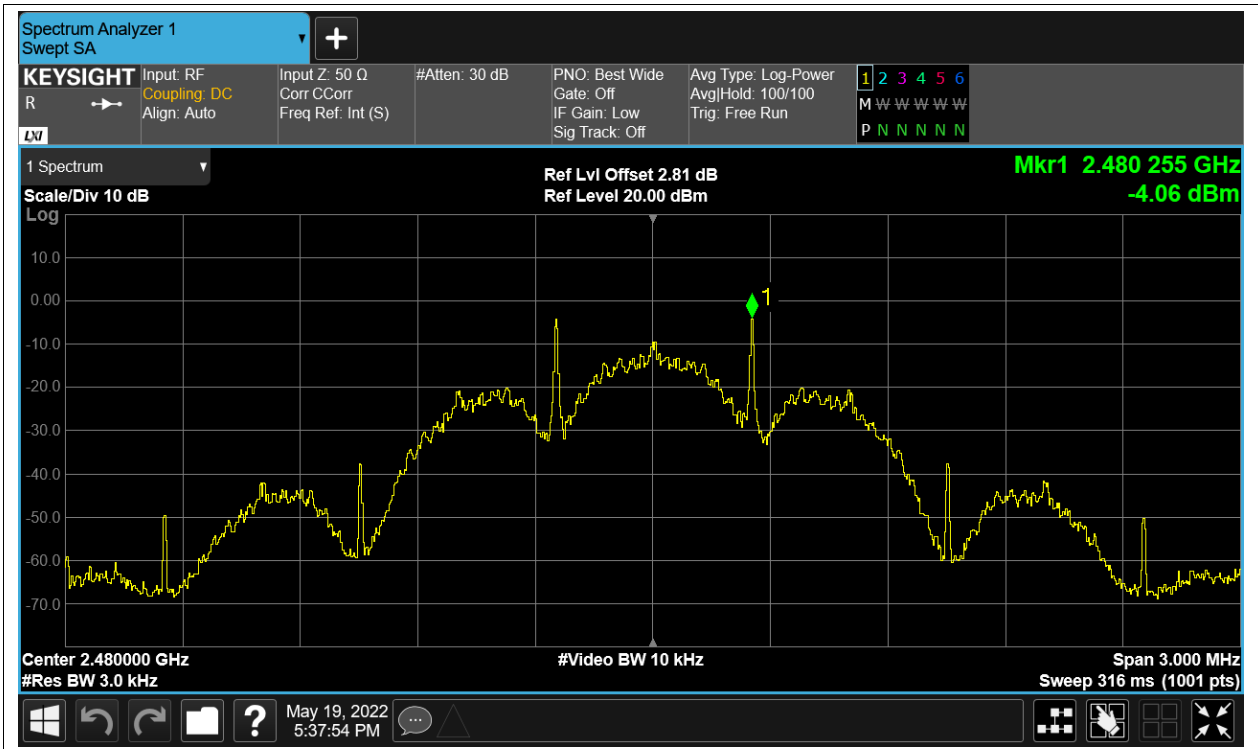 Spectrum Analyzer 1
Swept SA
KEYSIGHT
R
LXI
Input: RF
Coupling: DC
Align: Auto
Input Z: 50 Ω
Corr CCorr
Freq Ref: Int (S)
#Atten: 30 dB
PNO: Best Wide
Gate: Off
IF Gain: Low
Sig Track: Off
Avg Type: Log-Power
Avg|Hold: 100/100
Trig: Free Run
1 2 3 4 5 6
M W W W W W
P N N N N N
1 Spectrum
Scale/Div 10 dB
Log
Ref Lvl Offset 2.81 dB
Ref Level 20.00 dBm
Mkr1 2.480 255 GHz
-4.06 dBm
10.0
0.00
-10.0
-20.0
-30.0
-40.0
-50.0
-60.0
-70.0
1
Center 2.480000 GHz
#Res BW 3.0 kHz
#Video BW 10 kHz
Span 3.000 MHz
Sweep 316 ms (1001 pts)
?
May 19, 2022
5:37:54 PM